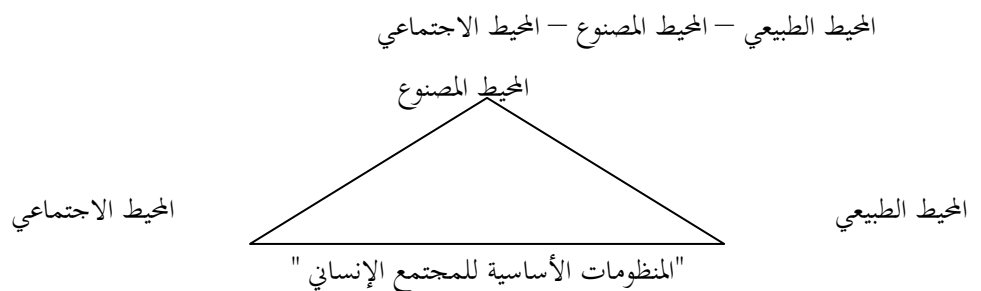 المحيط الطبيعي – المحيط المصنوع – المحيط الاجتماعي
المحيط المصنوع
المحيط الطبيعي
المحيط الاجتماعي
"المنظومات الأساسية للمجتمع الإنساني "